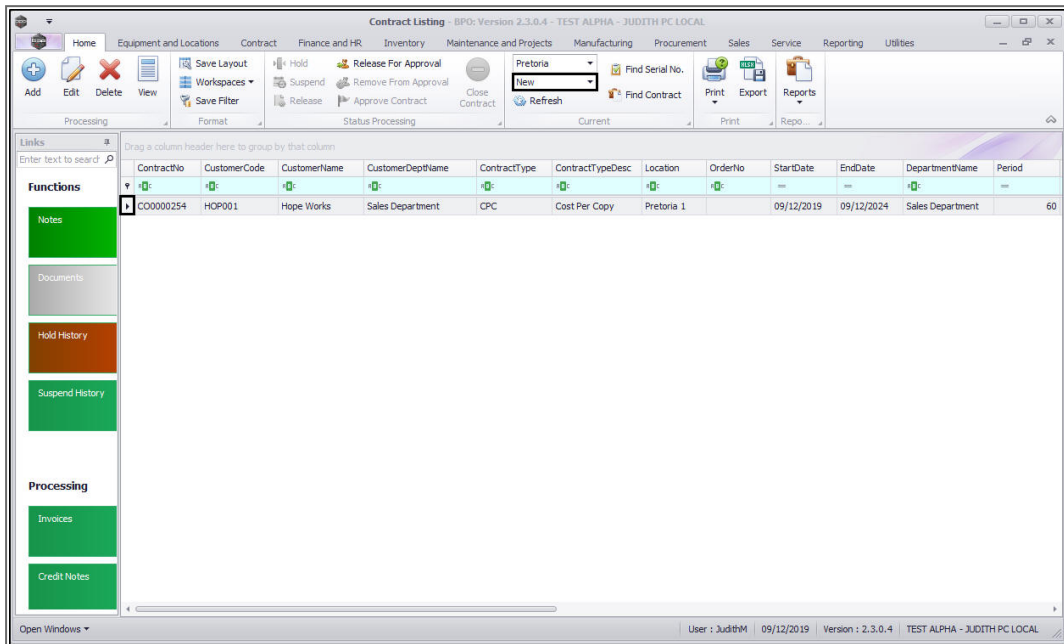 Contract Listing - BPO: Version 2.3.0.4 - TEST ALPHA - JUDITH PC LOCAL
Home Equipment and Locations Contract Finance and HR Inventory Maintenance and Projects Manufacturing Procurement Sales Service Reporting Utilities
Add Edit Delete View
Processing
Save Layout
Workspaces
Save Filter
Format
Hold Release For Approval
Suspend Remove From Approval
Release Approve Contract
Close Contract
Status Processing
Pretoria
New
Refresh
Find Serial No.
Find Contract
Current
Print Export
Print
Reports
Repo...
Links
Enter text to search
Drag a column header here to group by that column
ContractNo CustomerCode CustomerName CustomerDeptName ContractType ContractTypeDesc Location OrderNo StartDate EndDate DepartmentName Period
CO0000254 HOP001 Hope Works Sales Department CPC Cost Per Copy Pretoria 1 09/12/2019 09/12/2024 Sales Department 60
Functions
Notes
Documents
Hold History
Suspend History
Processing
Invoices
Credit Notes
Open Windows User : JudithM 09/12/2019 Version : 2.3.0.4 TEST ALPHA - JUDITH PC LOCAL